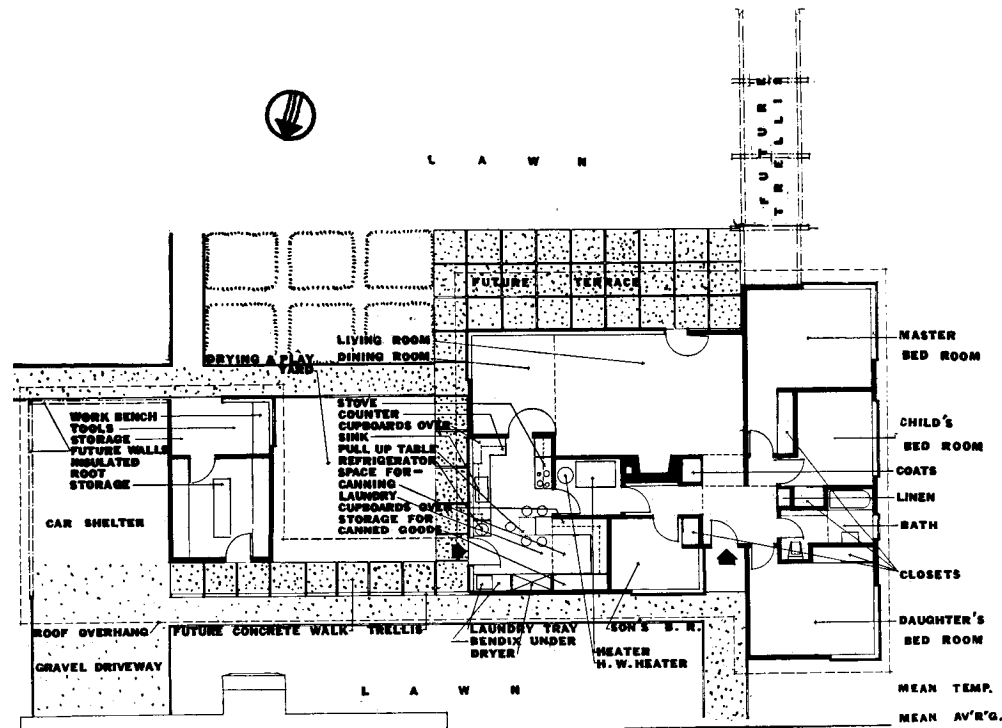 FUTURE
TRELLIS
L A W N
FUTURE TERRACE
LIVING ROOM
DINING ROOM
DRYING & PLAY
YARD
MASTER
BED ROOM
STOVE
COUNTER
CUPBOARDS OVER
SINK
PULL UP TABLE
REFRIGERATOR
SPACE FOR-
CANNING
LAUNDRY
CUPBOARDS OVER
STORAGE FOR
CANNED GOODS
WORK BENCH
TOOLS
STORAGE
FUTURE WALLS
INSULATED
ROOT
STORAGE
CAR SHELTER
CHILD'S
BED ROOM
COATS
LINEN
BATH
CLOSETS
DAUGHTER'S
BED ROOM
ROOF OVERHANG
FUTURE CONCRETE WALK
TRELLIS
LAUNDRY TRAY
BENDIX UNDER
DRYER
SON'S B. R.
HEATER
H.W. HEATER
GRAVEL DRIVEWAY
L A W N
MEAN TEMP.
MEAN AV'R'G.